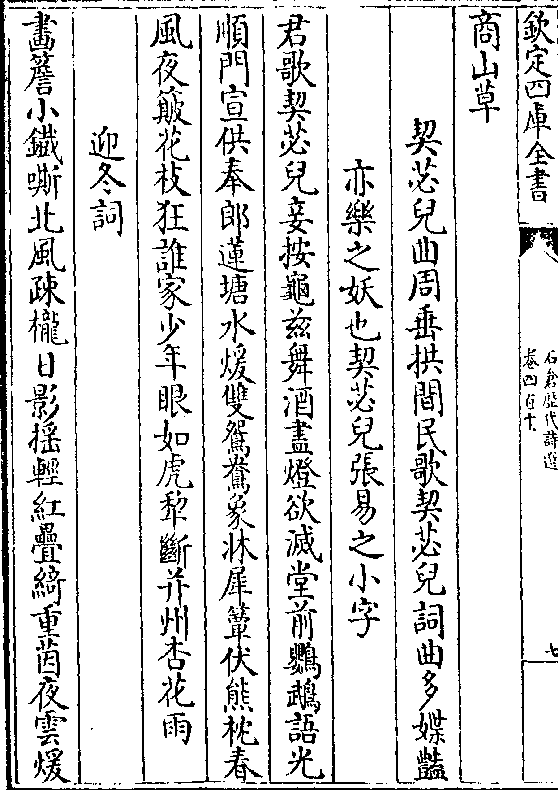 欽定四庫全書
石倉歷代詩選
卷四百十
七
商山草
契苾兒曲周垂拱間民歌契苾兒詞曲多媟豔
亦樂之妖也契苾兒張易之小字
君歌契苾兒妾按龜兹舞酒盡燈欲滅堂前鸚鵡語光
順門宣供奉郎蓮塘水煖雙鴛鴦象牀犀簟伏熊枕春
風夜簸花枝狂誰家少年眼如虎犂斷并州杏花雨
迎冬詞
畵簷小鐵嘶北風疎櫳日影揺輕紅疊綺重茵夜雲煖